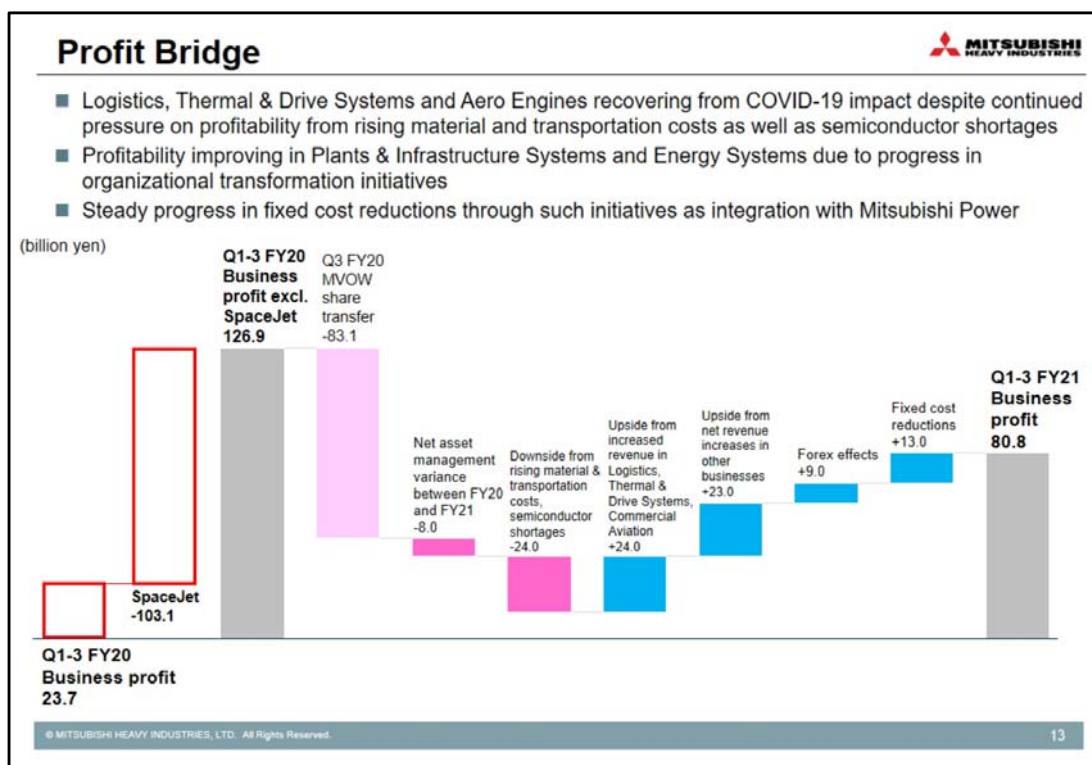 Profit Bridge
MITSUBISHI
HEAVY INDUSTRIES
■ Logistics, Thermal & Drive Systems and Aero Engines recovering from COVID-19 impact despite continued
pressure on profitability from rising material and transportation costs as well as semiconductor shortages
■ Profitability improving in Plants & Infrastructure Systems and Energy Systems due to progress in
organizational transformation initiatives
■ Steady progress in fixed cost reductions through such initiatives as integration with Mitsubishi Power
(billion yen)
Q1-3 FY20
Business profit
23.7
SpaceJet
-103.1
Q1-3 FY20
Business
profit excl.
SpaceJet
126.9
Q3 FY20
MVOW
share
transfer
-83.1
Net asset
management
variance
between FY20
and FY21
-8.0
Downside from
rising material &
transportation
costs,
semiconductor
shortages
-24.0
Upside from
increased
revenue in
Logistics,
Thermal &
Drive Systems,
Commercial
Aviation
+24.0
Upside from
net revenue
increases in
other
businesses
+23.0
Forex effects
+9.0
Fixed cost
reductions
+13.0
Q1-3 FY21
Business
profit
80.8
© MITSUBISHI HEAVY INDUSTRIES, LTD. All Rights Reserved.
13